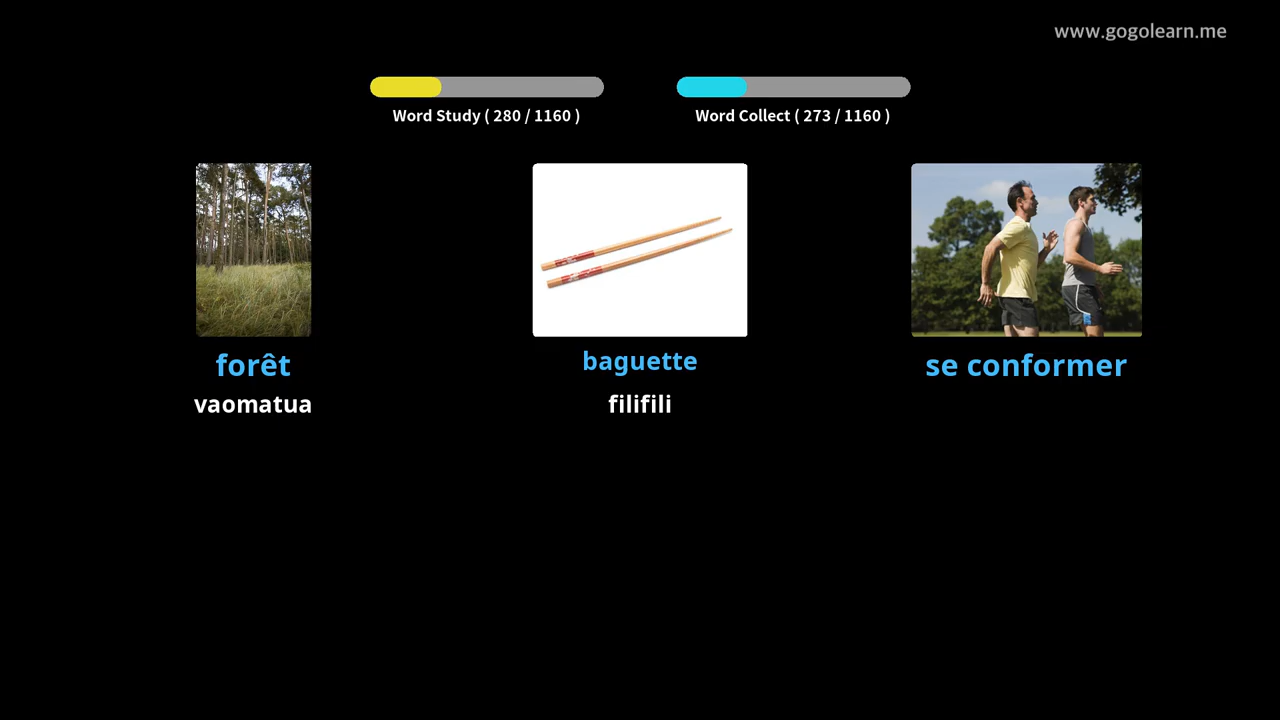 www.gogolearn.me
Word Study ( 280 / 1160 )
Word Collect ( 273 / 1160 )
forêt
baguette
se conformer
vaomatua
filifili